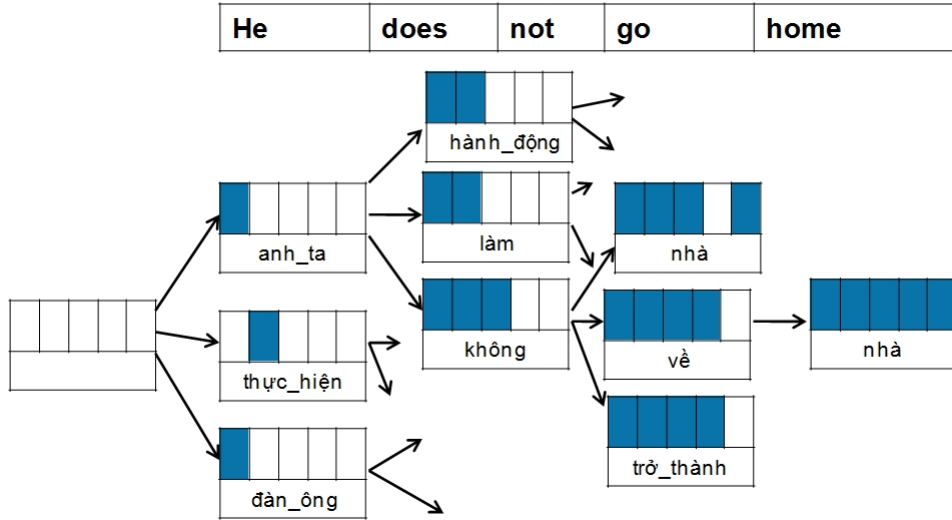 He does not go home
hành_động
làm
nhà
anh_ta
không
về
nhà
thực_hiện
trở_thành
đàn_ông